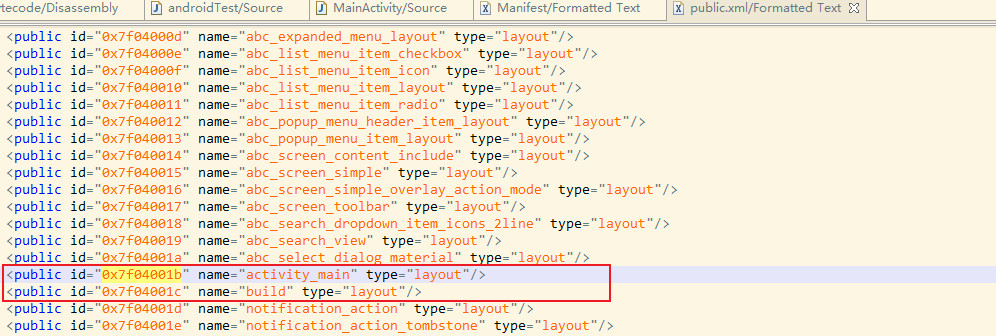 tecode/Disassembly androidTest/Source MainActivity/Source Manifest/Formatted Text public.xml/Formatted Text
<public id="0x7f04000d" name="abc_expanded_menu_layout" type="layout"/>
<public id="0x7f04000e" name="abc_list_menu_item_checkbox" type="layout"/>
<public id="0x7f04000f" name="abc_list_menu_item_icon" type="layout"/>
<public id="0x7f040010" name="abc_list_menu_item_layout" type="layout"/>
<public id="0x7f040011" name="abc_list_menu_item_radio" type="layout"/>
<public id="0x7f040012" name="abc_popup_menu_header_item_layout" type="layout"/>
<public id="0x7f040013" name="abc_popup_menu_item_layout" type="layout"/>
<public id="0x7f040014" name="abc_screen_content_include" type="layout"/>
<public id="0x7f040015" name="abc_screen_simple" type="layout"/>
<public id="0x7f040016" name="abc_screen_simple_overlay_action_mode" type="layout"/>
<public id="0x7f040017" name="abc_screen_toolbar" type="layout"/>
<public id="0x7f040018" name="abc_search_dropdown_item_icons_2line" type="layout"/>
<public id="0x7f040019" name="abc_search_view" type="layout"/>
<public id="0x7f04001a" name="abc_select_dialog_material" type="layout"/>
<public id="0x7f04001b" name="activity_main" type="layout"/>
<public id="0x7f04001c" name="build" type="layout"/>
<public id="0x7f04001d" name="notification_action" type="layout"/>
<public id="0x7f04001e" name="notification_action_tombstone" type="layout"/>